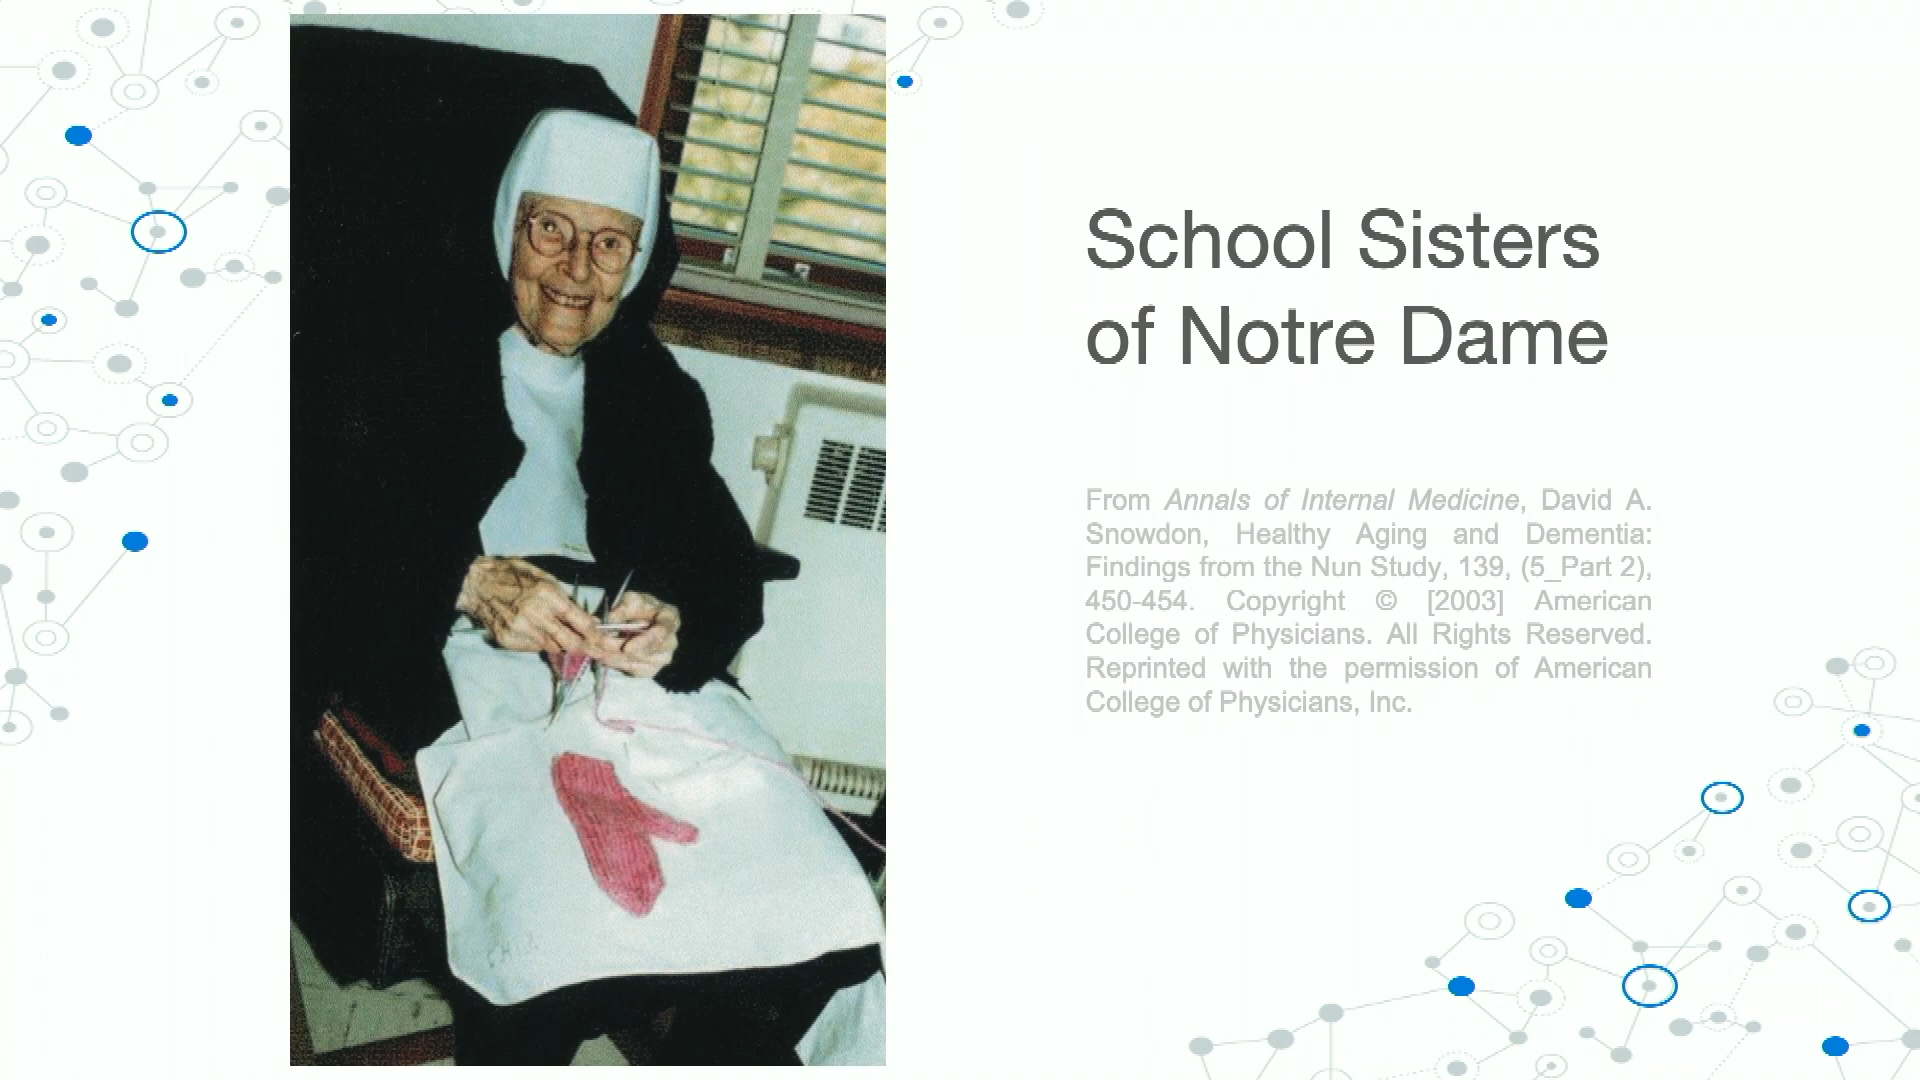 School Sisters
of Notre Dame
From Annals of Internal Medicine, David A.
Snowdon, Healthy Aging and Dementia:
Findings from the Nun Study, 139, (5_Part 2),
450-454. Copyright © [2003] American
College of Physicians. All Rights Reserved.
Reprinted with the permission of American
College of Physicians, Inc.